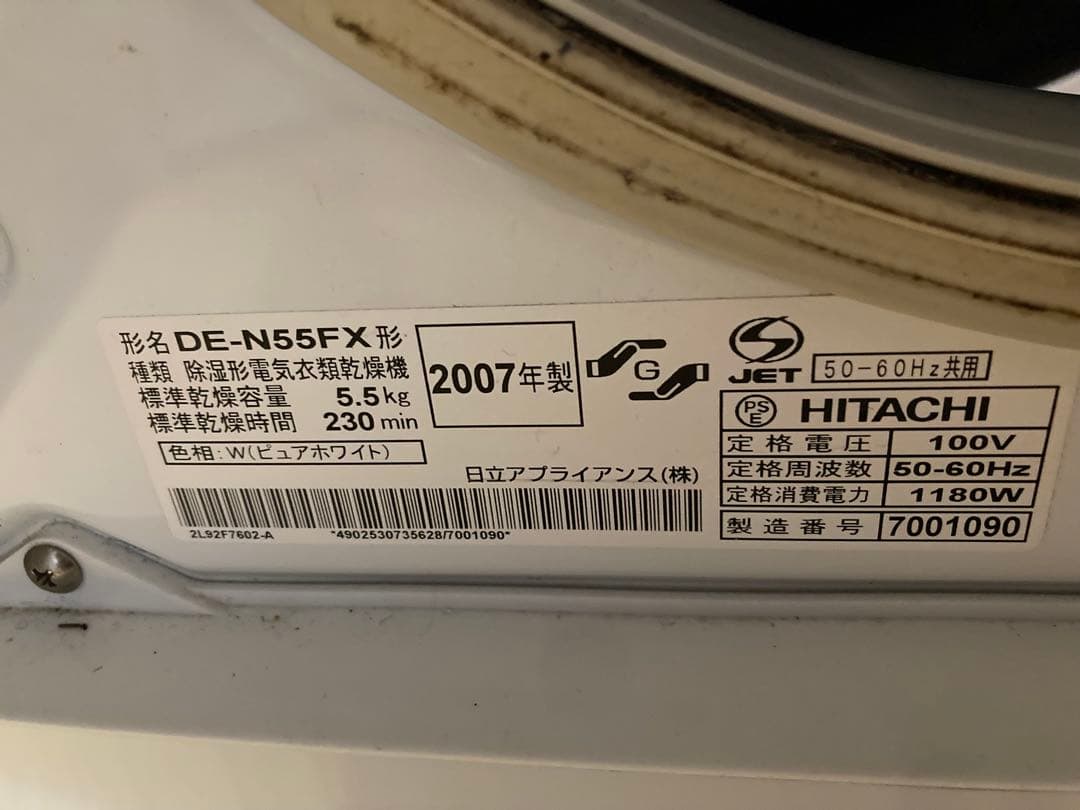 形名 DE-N55FX 形
種類 除湿形電気衣類乾燥機
標準乾燥容量 5.5kg
標準乾燥時間 230 min
色相:W(ピュアホワイト)
2007年製
G
JET
50-60Hz共用
PSE HITACHI
定格電圧 100V
定格周波数 50-60Hz
定格消費電力 1180W
製造番号 7001090
日立アプライアンス(株)
2L92F7602-A "4902530735628/7001090"